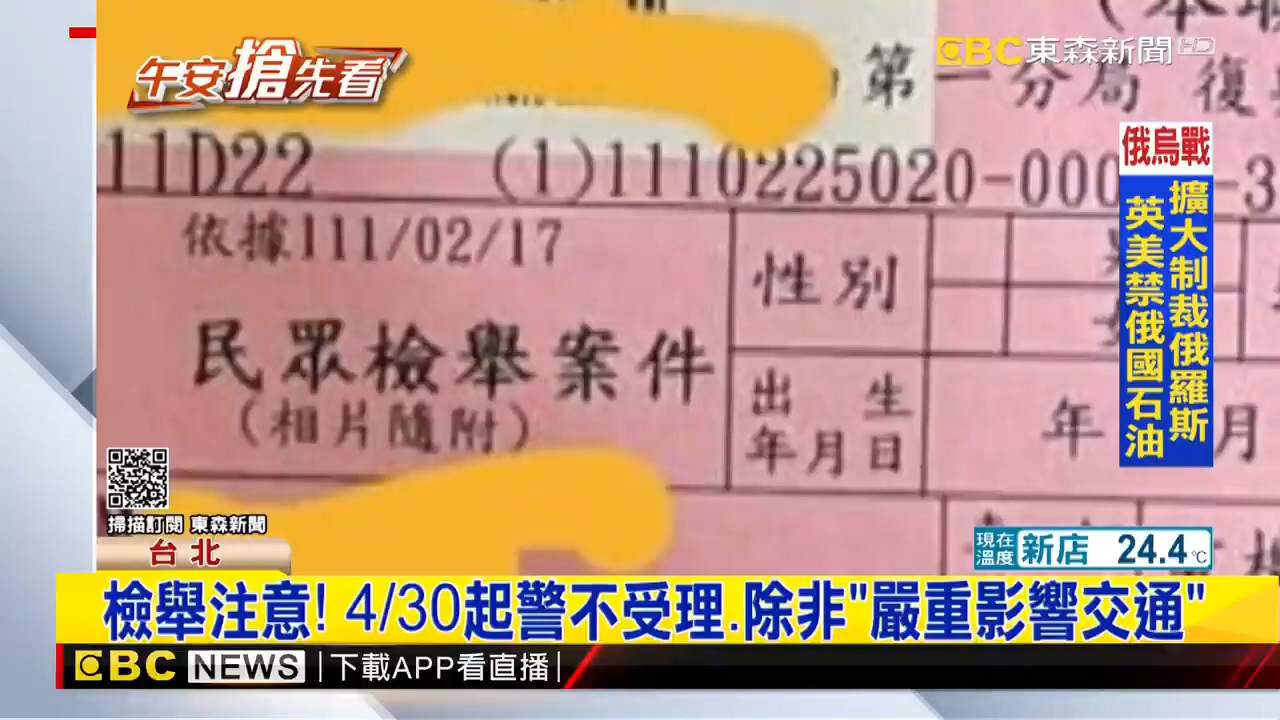 午安搶先看
EBC東森新聞HD
第一分局
11D22 (1)1110225020-000
依據111/02/17
民眾檢舉案件
(相片隨附)
性別
出生
年月日
年 月
俄烏戰
擴大制裁俄羅斯
英美禁俄國石油
掃描訂閱 東森新聞
台北
現在溫度 新店 24.4℃
檢舉注意! 4/30起警不受理.除非"嚴重影響交通"
EBC NEWS 下載APP看直播